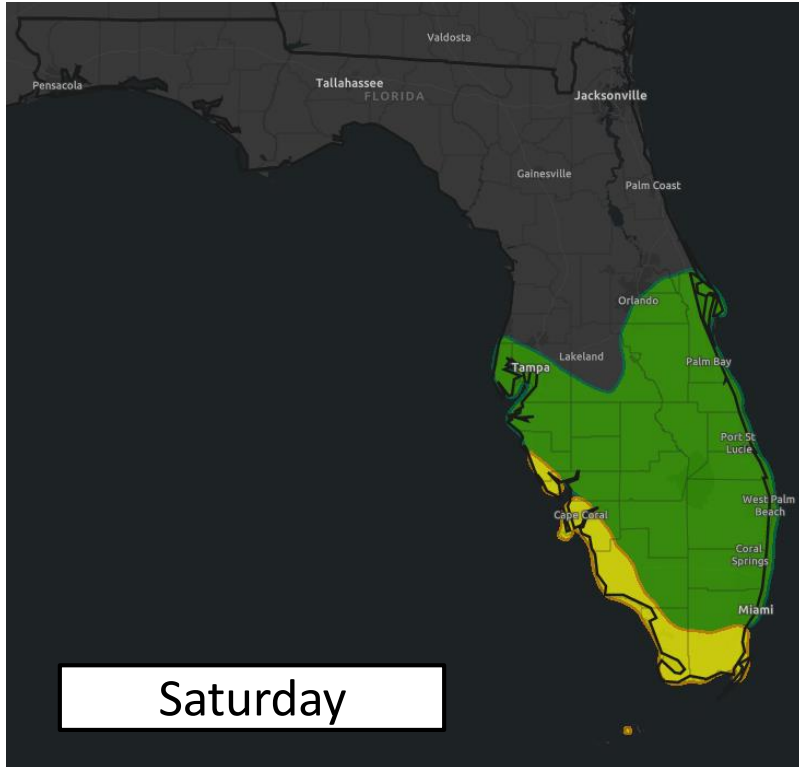 Valdosta
Pensacola
Tallahassee
FLORIDA
Jacksonville
Gainesville
Palm Coast
Orlando
Lakeland
Tampa
Palm Bay
Port St
Lucie
West Palm
Beach
Cape Coral
Coral
Springs
Miami
Saturday